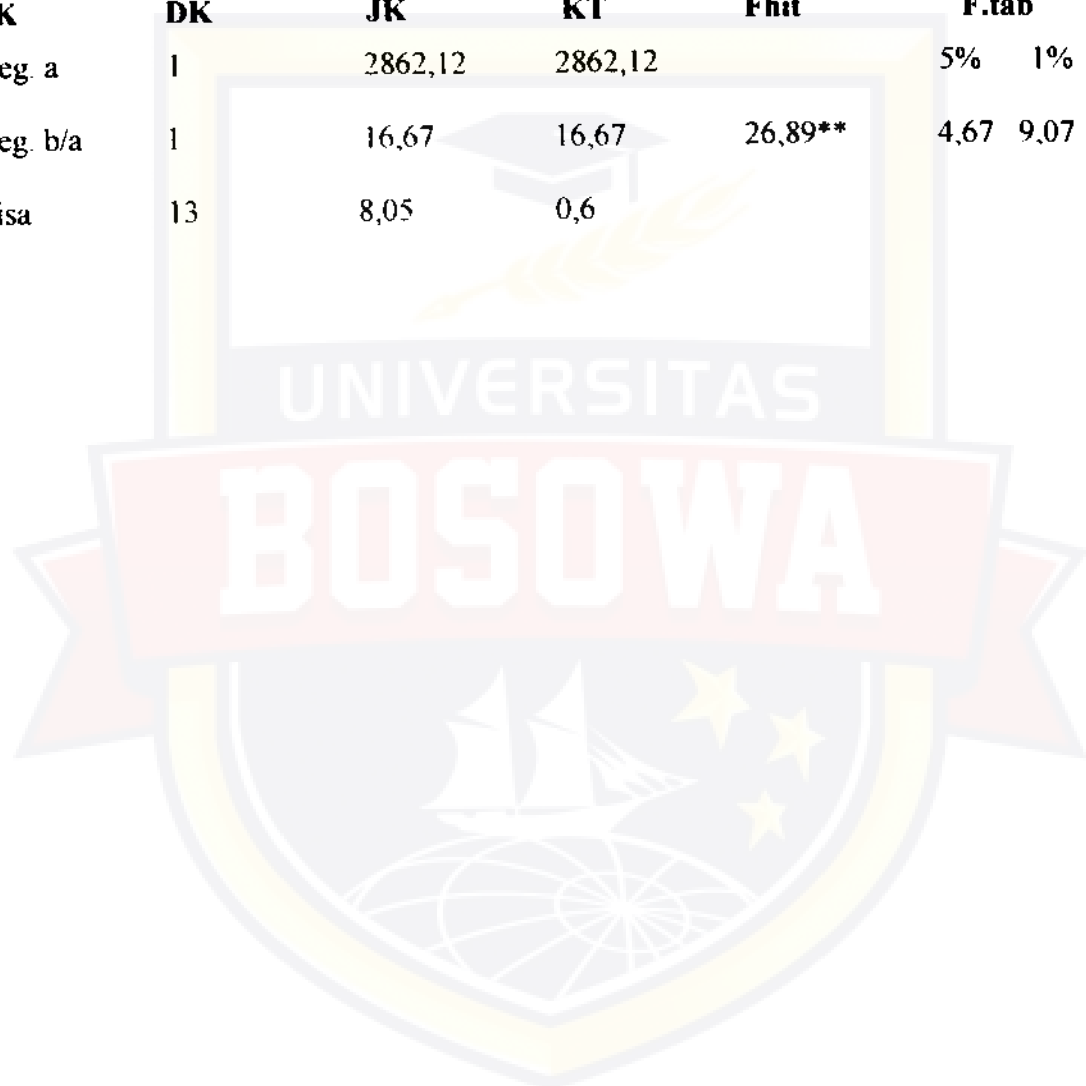 K DK JK KT Fhit F.tab
eg. a 1 2862,12 2862,12 5% 1%
eg. b/a 1 16,67 16,67 26,89** 4,67 9,07
isa 13 8,05 0,6
UNIVERSITAS
BOSOWA